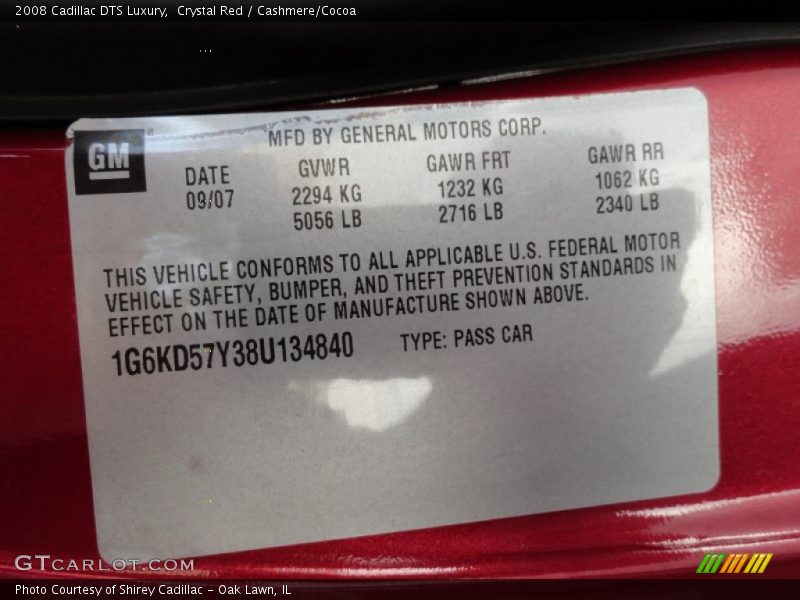 2008 Cadillac DTS Luxury,  Crystal Red / Cashmere/Cocoa
GM
MFD BY GENERAL MOTORS CORP.
DATE GVWR GAWR FRT GAWR RR
09/07 2294 KG 1232 KG 1062 KG
5056 LB 2716 LB 2340 LB
THIS VEHICLE CONFORMS TO ALL APPLICABLE U.S. FEDERAL MOTOR
VEHICLE SAFETY, BUMPER, AND THEFT PREVENTION STANDARDS IN
EFFECT ON THE DATE OF MANUFACTURE SHOWN ABOVE.
1G6KD57Y38U134840 TYPE: PASS CAR
GTCARLOT.COM
Photo Courtesy of Shirey Cadillac - Oak Lawn, IL